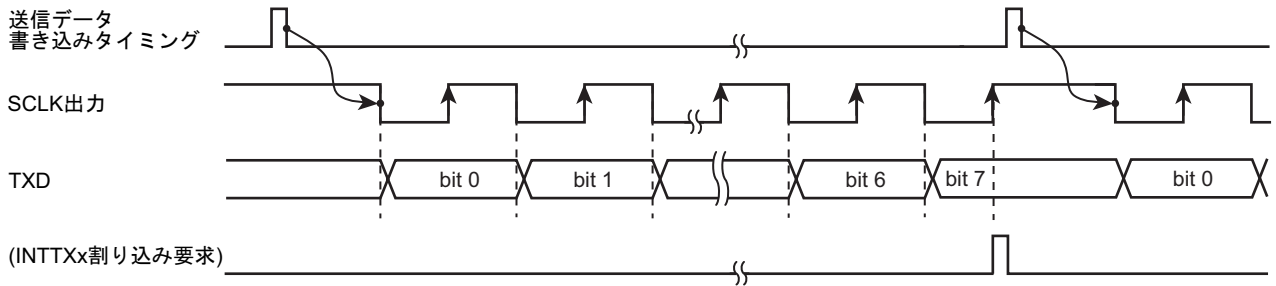 送信データ
書き込みタイミング
SCLK出力
TXD
bit 0
bit 1
bit 6
bit 7
bit 0
(INTTXx割り込み要求)